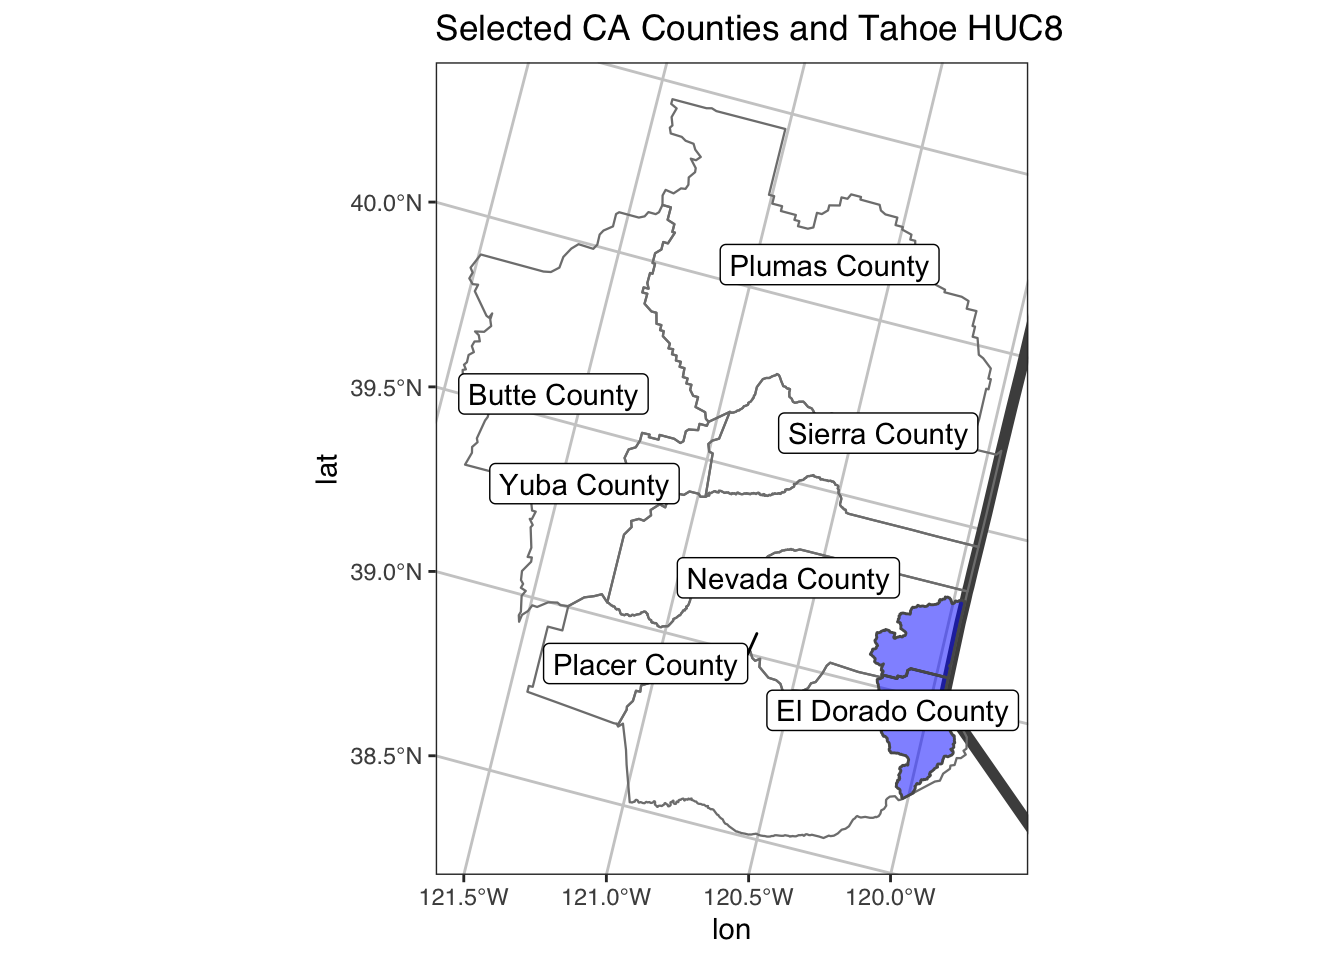 Selected CA Counties and Tahoe HUC8
40.0°N
Plumas County
39.5°N
Butte County
Sierra County
lat
Yuba County
39.0°N
Nevada County
Placer County
El Dorado County
38.5°N
121.5°W
121.0°W
120.5°W
120.0°W
lon